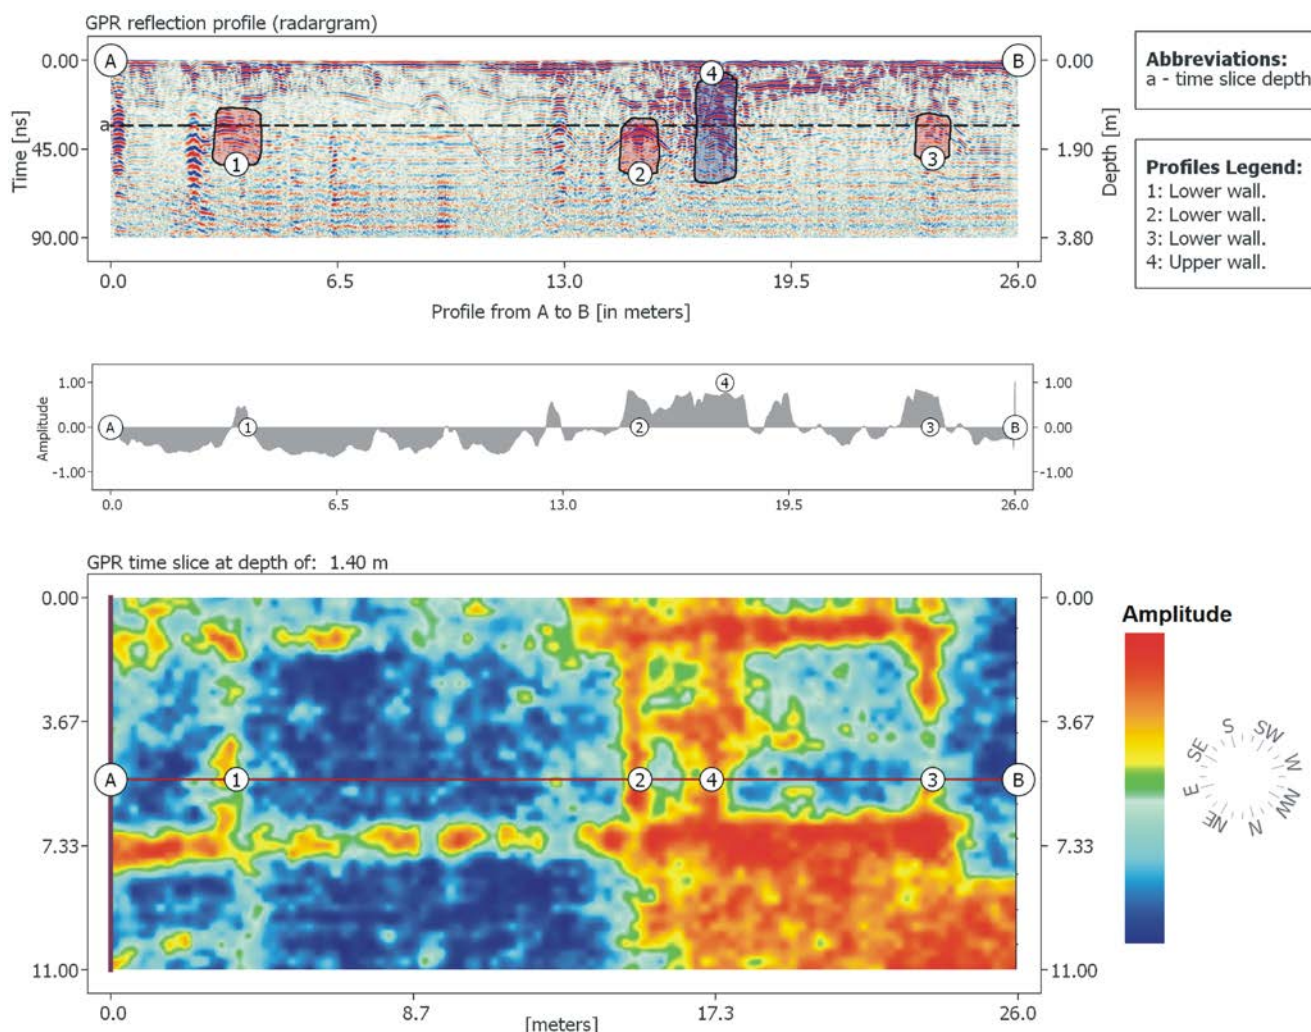 GPR reflection profile (radargram)
0.00
45.00
90.00
Time [ns]
A
B
a
1
2
4
3
0.00
1.90
3.80
Depth [m]
0.0
6.5
13.0
19.5
26.0
Profile from A to B [in meters]
Abbreviations:
a - time slice depth
Profiles Legend:
1: Lower wall.
2: Lower wall.
3: Lower wall.
4: Upper wall.
Amplitude
1.00
0.00
-1.00
A
1
2
4
3
B
1.00
0.00
-1.00
0.0
6.5
13.0
19.5
26.0
GPR time slice at depth of: 1.40 m
0.00
3.67
7.33
11.00
A
1
2
4
3
B
0.00
3.67
7.33
11.00
0.0
8.7
17.3
26.0
[meters]
Amplitude
S
SW
W
NW
N
NE
E
SE